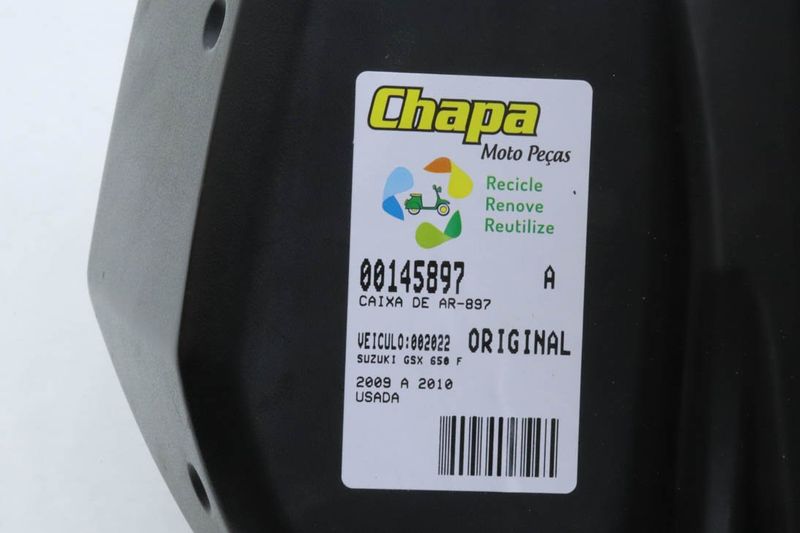 Chapa
Moto Peças
Recicle
Renove
Reutilize
00145897 A
CAIXA DE AR-897
VEICULO:002022 ORIGINAL
SUZUKI GSX 650 F
2009 A 2010
USADA